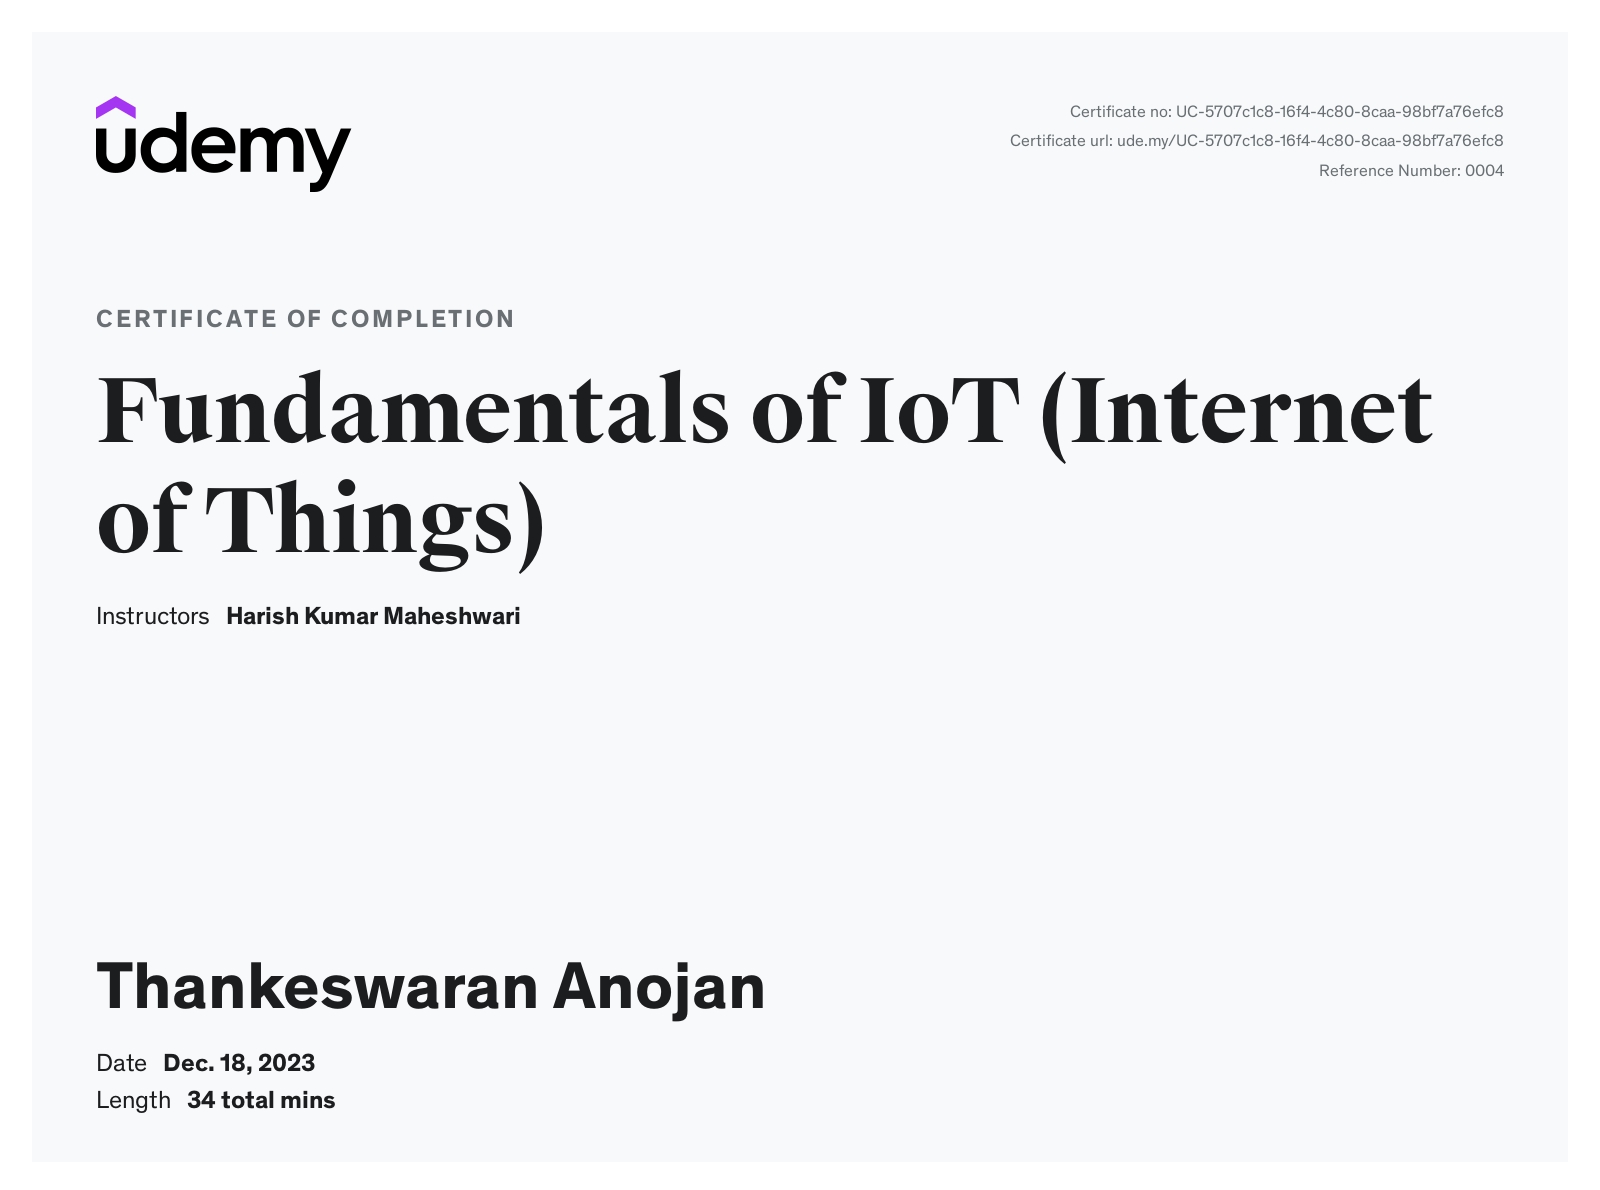 udemy
Certificate no: UC-5707c1c8-16f4-4c80-8caa-98bf7a76efc8
Certificate url: ude.my/UC-5707c1c8-16f4-4c80-8caa-98bf7a76efc8
Reference Number: 0004
CERTIFICATE OF COMPLETION
Fundamentals of IoT (Internet
of Things)
Instructors Harish Kumar Maheshwari
Thankeswaran Anojan
Date Dec. 18, 2023
Length 34 total mins